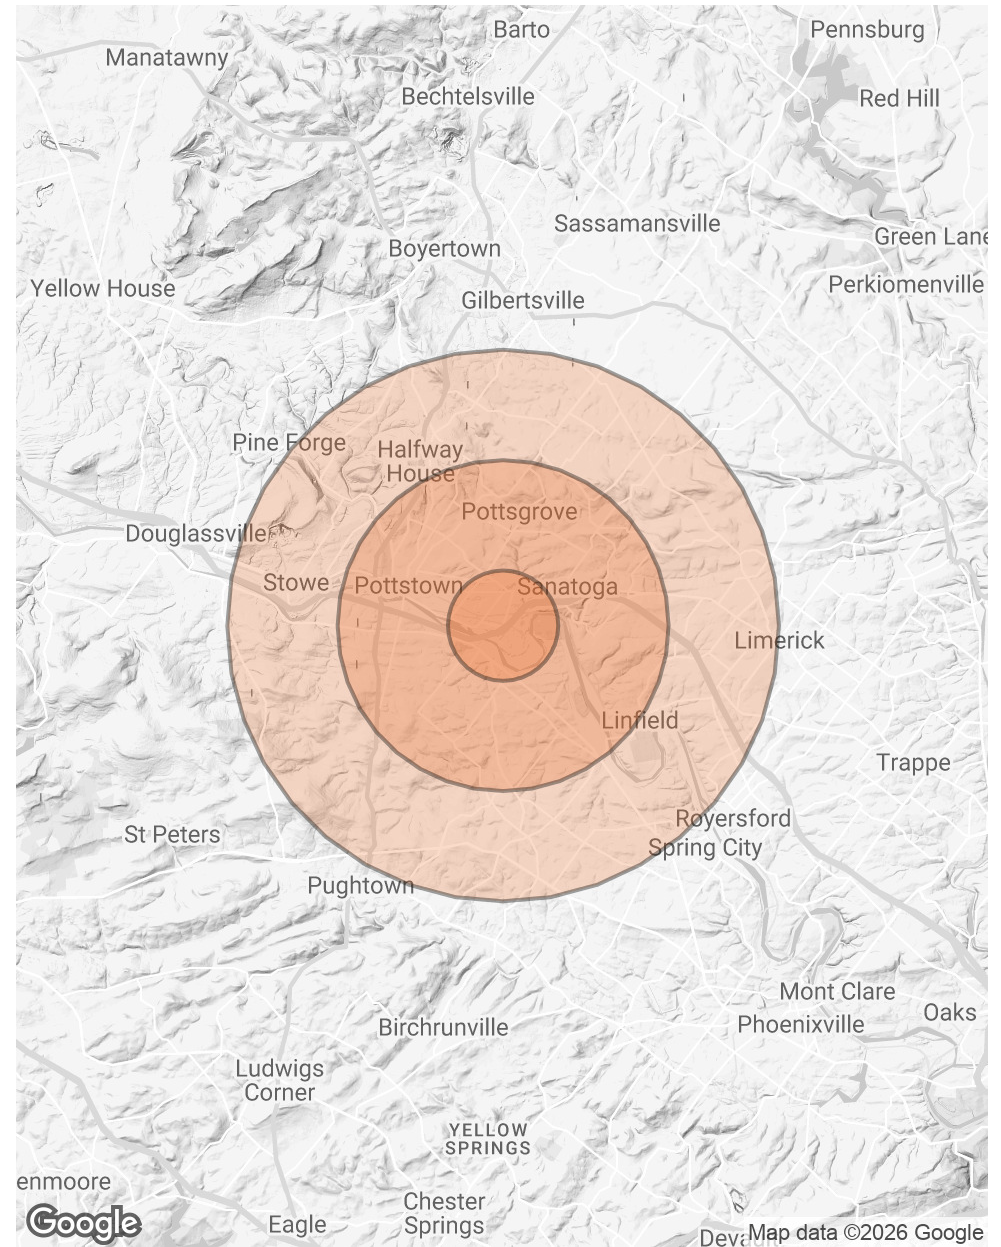 Barto
Pennsburg
Manatawny
Bechtelsville
Red Hill
Sassamansville
Green Lane
Boyertown
Yellow House
Perkiomenville
Gilbertsville
Pine Forge
Halfway
House
Pottsgrove
Douglassville
Stowe
Pottstown
Sanatoga
Limerick
Linfield
Trappe
Royersford
St Peters
Spring City
Pughtown
Mont Clare
Oaks
Phoenixville
Birchrunville
Ludwigs
Corner
YELLOW
SPRINGS
enmoore
Chester
Springs
Google
Eagle
Devault
Map data ©2026 Google